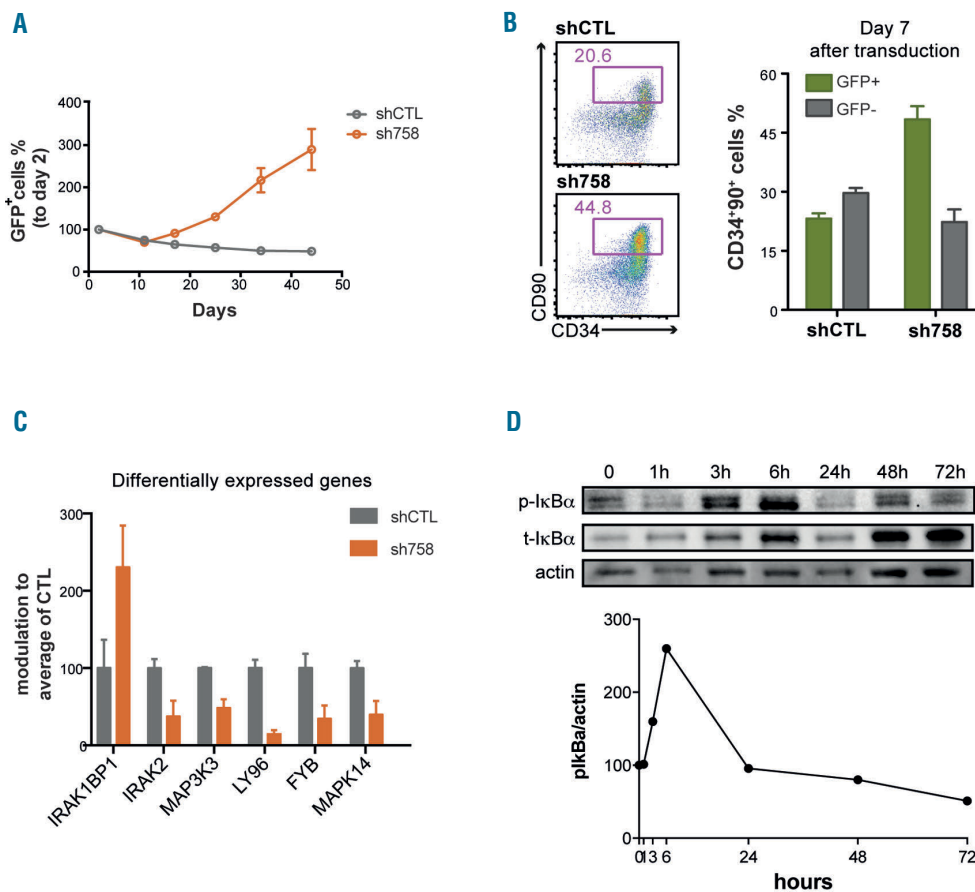 A
GFP+cells %
(to day 2)
400
300
200
100
0
0
10
20
30
40
50
Days
shCTL
sh758
B
shCTL
20.6
sh758
44.8
CD90
CD34
Day 7
after transduction
CD34+90+ cells %
60
45
30
15
0
GFP+
GFP-
shCTL
sh758
C
Differentially expressed genes
modulation to
average of CTL
300
200
100
0
shCTL
sh758
IRAK1BP1
IRAK2
MAP3K3
LY96
FYB
MAPK14
D
0 1h 3h 6h 24h 48h 72h
p-IκBα
t-IκBα
actin
pIkBa/actin
300
200
100
0
0 1 3 6 24 48 72
hours